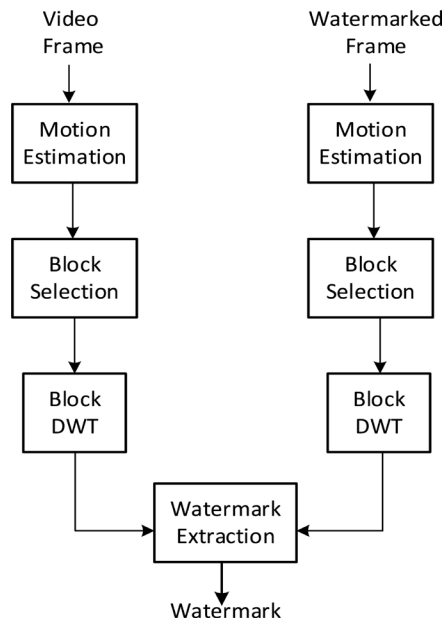 Video
Frame
Watermarked
Frame
Motion
Estimation
Motion
Estimation
Block
Selection
Block
Selection
Block
DWT
Block
DWT
Watermark
Extraction
Watermark